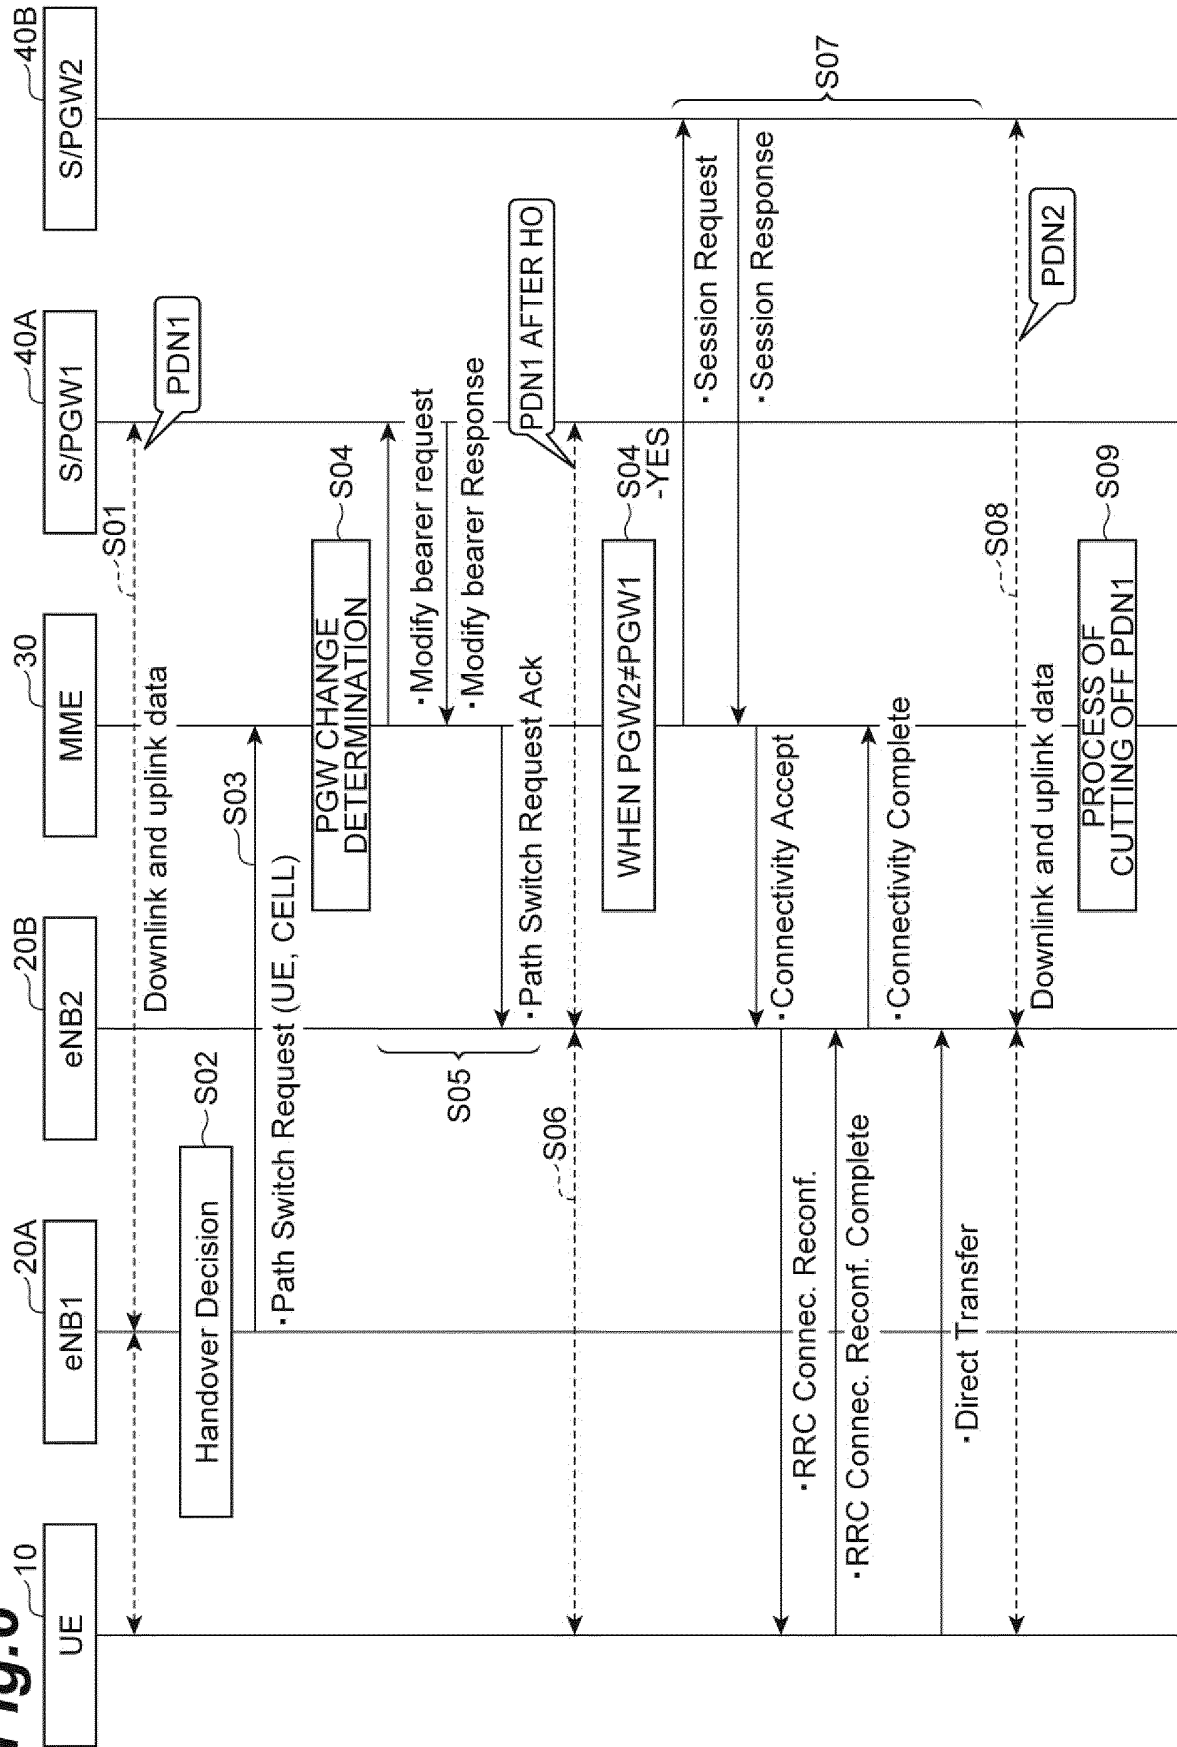 10
20A
20B
30
40A
40B
UE
eNB1
eNB2
MME
S/PGW1
S/PGW2
S01
PDN1
Downlink and uplink data
Handover Decision
S02
S03
・Path Switch Request (UE, CELL)
PGW CHANGE
DETERMINATION
S04
・Modify bearer request
・Modify bearer Response
S05
・Path Switch Request Ack
PDN1 AFTER HO
S06
WHEN PGW2≠PGW1
S04
-YES
・Session Request
・Session Response
S07
・Connectivity Accept
・RRC Connec. Reconf.
・RRC Connec. Reconf. Complete
・Connectivity Complete
・Direct Transfer
S08
PDN2
Downlink and uplink data
PROCESS OF
CUTTING OFF PDN1
S09